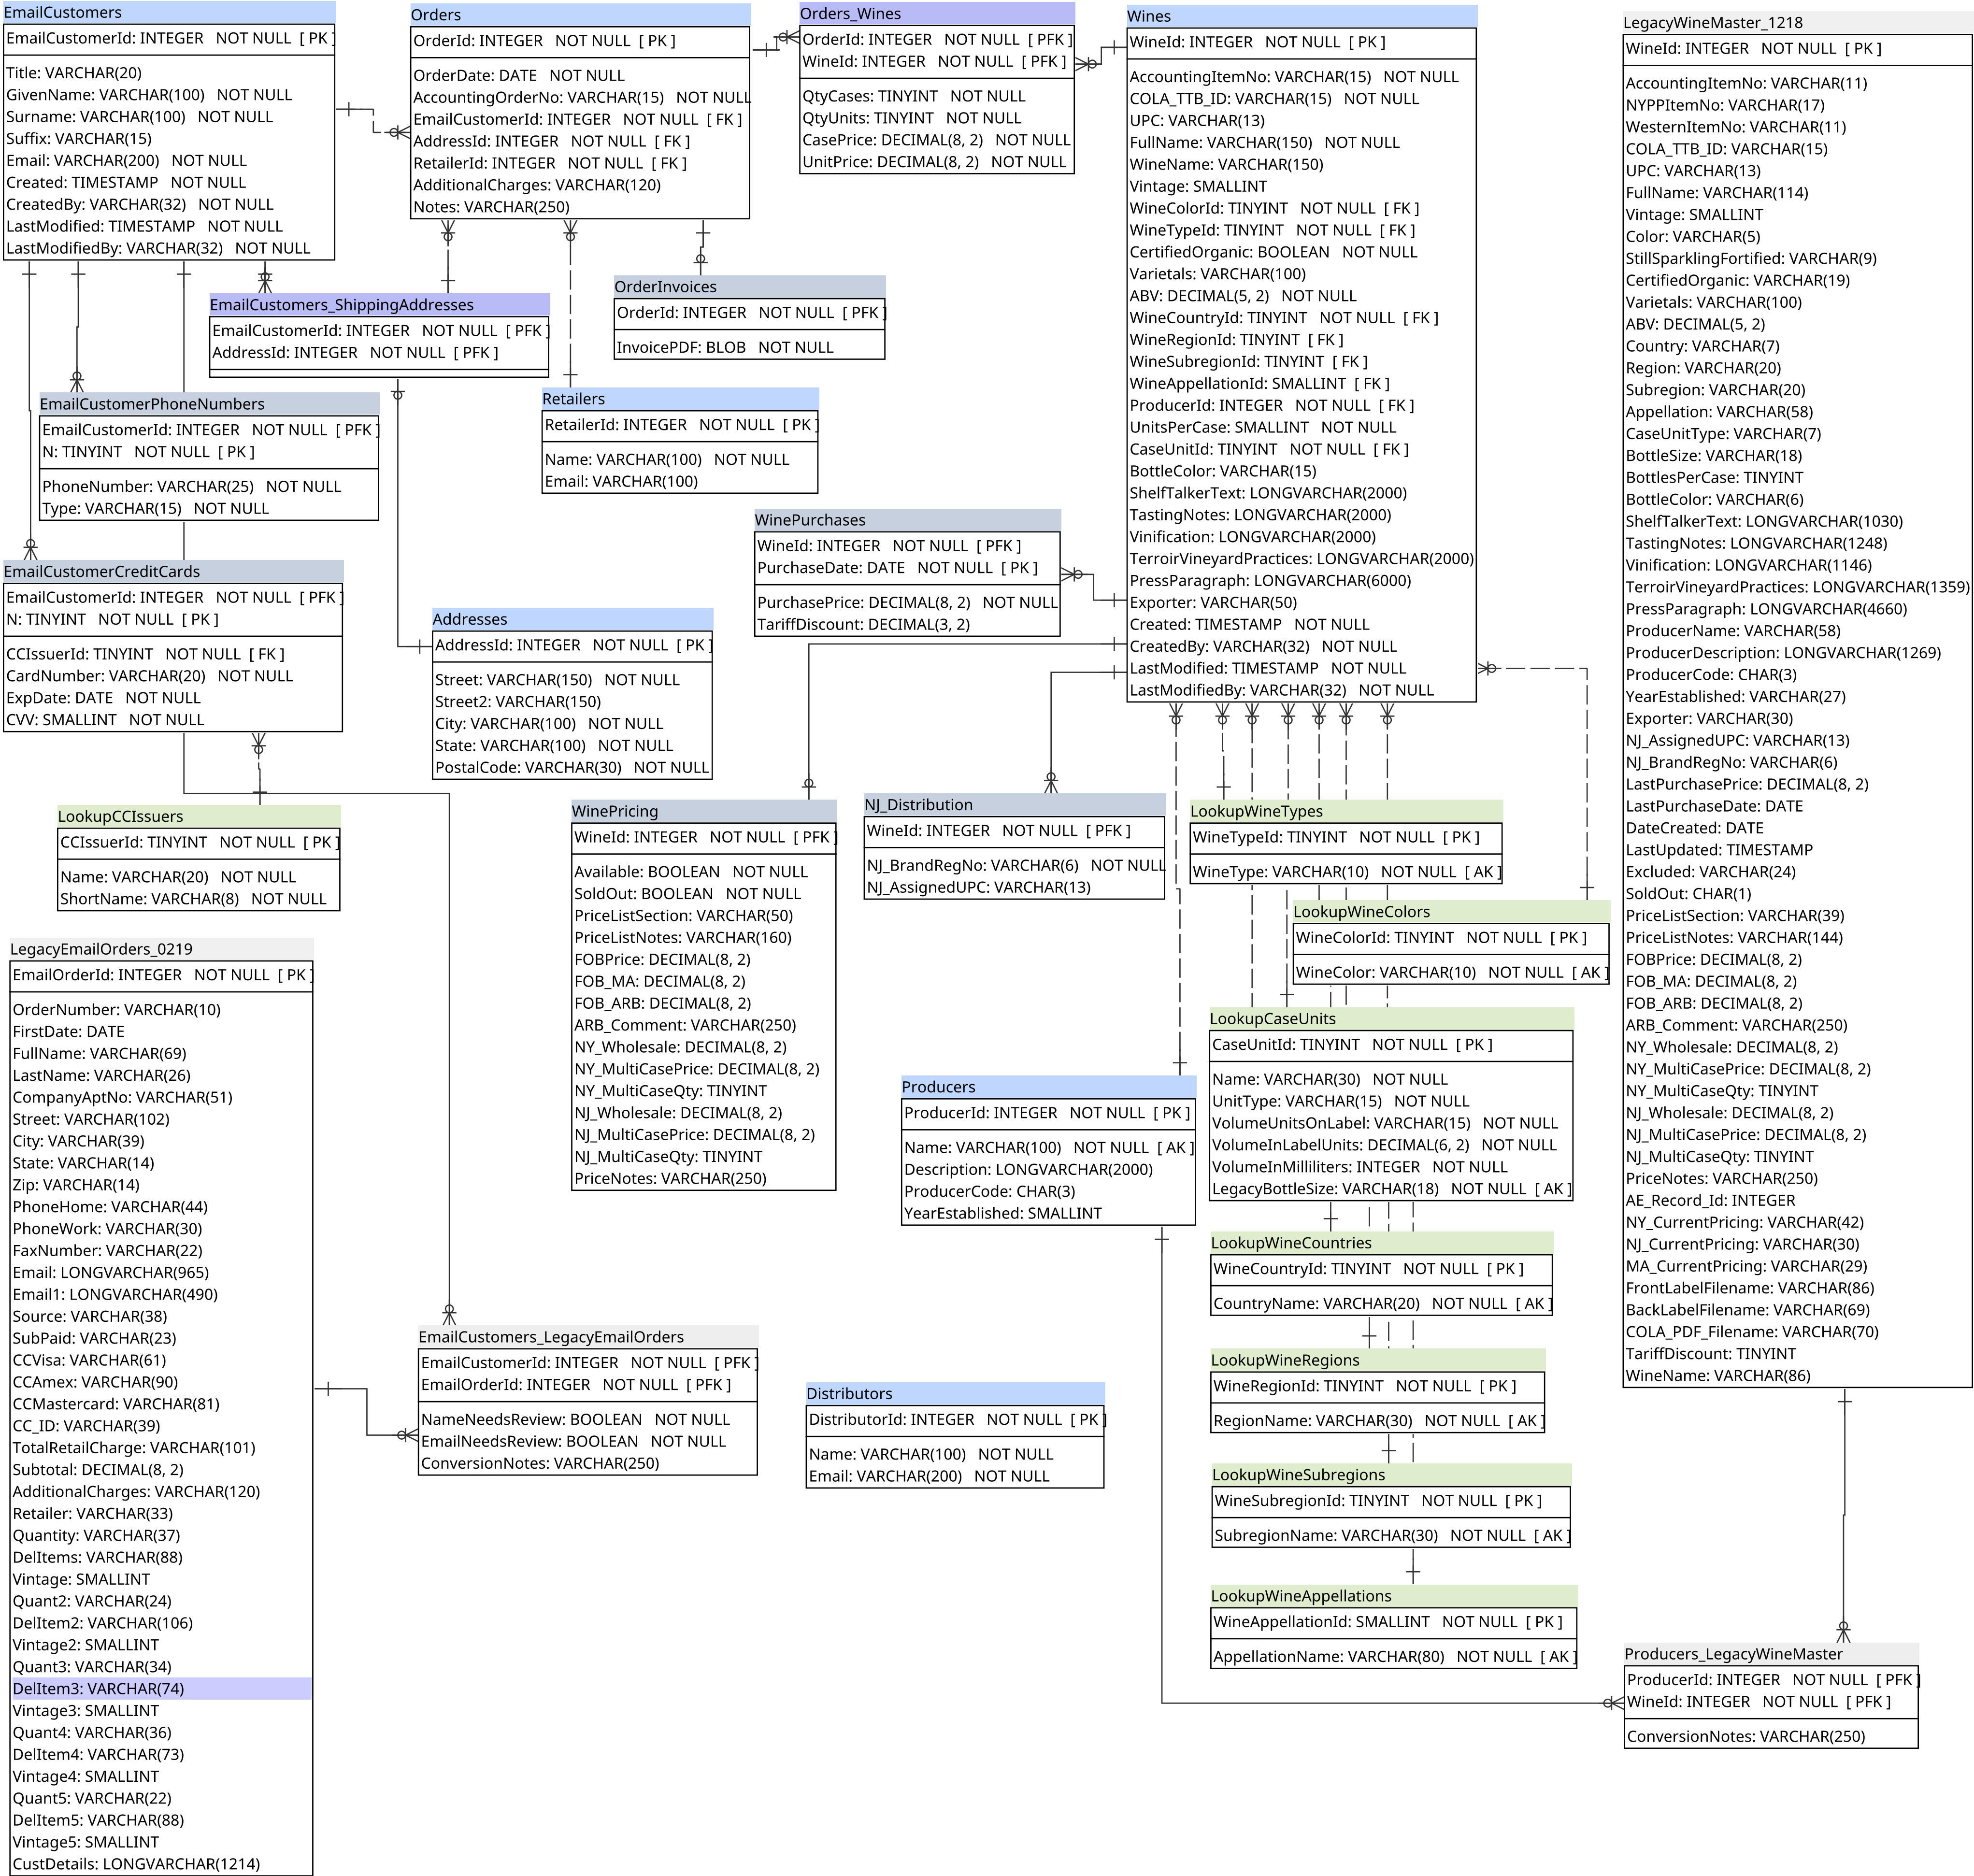 EmailCustomers
EmailCustomerId: INTEGER   NOT NULL  [ PK ]
Title: VARCHAR(20)
GivenName: VARCHAR(100)   NOT NULL
Surname: VARCHAR(100)   NOT NULL
Suffix: VARCHAR(15)
Email: VARCHAR(200)   NOT NULL
Created: TIMESTAMP   NOT NULL
CreatedBy: VARCHAR(32)   NOT NULL
LastModified: TIMESTAMP   NOT NULL
LastModifiedBy: VARCHAR(32)   NOT NULL
Orders
OrderId: INTEGER   NOT NULL  [ PK ]
OrderDate: DATE   NOT NULL
AccountingOrderNo: VARCHAR(15)   NOT NULL
EmailCustomerId: INTEGER   NOT NULL  [ FK ]
AddressId: INTEGER   NOT NULL  [ FK ]
RetailerId: INTEGER   NOT NULL  [ FK ]
AdditionalCharges: VARCHAR(120)
Notes: VARCHAR(250)
Orders_Wines
OrderId: INTEGER   NOT NULL  [ PFK ]
WineId: INTEGER   NOT NULL  [ PFK ]
QtyCases: TINYINT   NOT NULL
QtyUnits: TINYINT   NOT NULL
CasePrice: DECIMAL(8, 2)   NOT NULL
UnitPrice: DECIMAL(8, 2)   NOT NULL
Wines
WineId: INTEGER   NOT NULL  [ PK ]
AccountingItemNo: VARCHAR(15)   NOT NULL
COLA_TTB_ID: VARCHAR(15)   NOT NULL
UPC: VARCHAR(13)
FullName: VARCHAR(150)   NOT NULL
WineName: VARCHAR(150)
Vintage: SMALLINT
WineColorId: TINYINT   NOT NULL  [ FK ]
WineTypeId: TINYINT   NOT NULL  [ FK ]
CertifiedOrganic: BOOLEAN   NOT NULL
Varietals: VARCHAR(100)
ABV: DECIMAL(5, 2)   NOT NULL
WineCountryId: TINYINT   NOT NULL  [ FK ]
WineRegionId: TINYINT  [ FK ]
WineSubregionId: TINYINT  [ FK ]
WineAppellationId: SMALLINT  [ FK ]
ProducerId: INTEGER   NOT NULL  [ FK ]
UnitsPerCase: SMALLINT   NOT NULL
CaseUnitId: TINYINT   NOT NULL  [ FK ]
BottleColor: VARCHAR(15)
ShelfTalkerText: LONGVARCHAR(2000)
TastingNotes: LONGVARCHAR(2000)
Vinification: LONGVARCHAR(2000)
TerroirVineyardPractices: LONGVARCHAR(2000)
PressParagraph: LONGVARCHAR(6000)
Exporter: VARCHAR(50)
Created: TIMESTAMP   NOT NULL
CreatedBy: VARCHAR(32)   NOT NULL
LastModified: TIMESTAMP   NOT NULL
LastModifiedBy: VARCHAR(32)   NOT NULL
LegacyWineMaster_1218
WineId: INTEGER   NOT NULL  [ PK ]
AccountingItemNo: VARCHAR(11)
NYPPItemNo: VARCHAR(17)
WesternItemNo: VARCHAR(11)
COLA_TTB_ID: VARCHAR(15)
UPC: VARCHAR(13)
FullName: VARCHAR(114)
Vintage: SMALLINT
Color: VARCHAR(5)
StillSparklingFortified: VARCHAR(9)
CertifiedOrganic: VARCHAR(19)
Varietals: VARCHAR(100)
ABV: DECIMAL(5, 2)
Country: VARCHAR(7)
Region: VARCHAR(20)
Subregion: VARCHAR(20)
Appellation: VARCHAR(58)
CaseUnitType: VARCHAR(7)
BottleSize: VARCHAR(18)
BottlesPerCase: TINYINT
BottleColor: VARCHAR(6)
ShelfTalkerText: LONGVARCHAR(1030)
TastingNotes: LONGVARCHAR(1248)
Vinification: LONGVARCHAR(1146)
TerroirVineyardPractices: LONGVARCHAR(1359)
PressParagraph: LONGVARCHAR(4660)
ProducerName: VARCHAR(58)
ProducerDescription: LONGVARCHAR(1269)
ProducerCode: CHAR(3)
YearEstablished: VARCHAR(27)
Exporter: VARCHAR(30)
NJ_AssignedUPC: VARCHAR(13)
NJ_BrandRegNo: VARCHAR(6)
LastPurchasePrice: DECIMAL(8, 2)
LastPurchaseDate: DATE
DateCreated: DATE
LastUpdated: TIMESTAMP
Excluded: VARCHAR(24)
SoldOut: CHAR(1)
PriceListSection: VARCHAR(39)
PriceListNotes: VARCHAR(144)
FOBPrice: DECIMAL(8, 2)
FOB_MA: DECIMAL(8, 2)
FOB_ARB: DECIMAL(8, 2)
ARB_Comment: VARCHAR(250)
NY_Wholesale: DECIMAL(8, 2)
NY_MultiCasePrice: DECIMAL(8, 2)
NY_MultiCaseQty: TINYINT
NJ_Wholesale: DECIMAL(8, 2)
NJ_MultiCasePrice: DECIMAL(8, 2)
NJ_MultiCaseQty: TINYINT
PriceNotes: VARCHAR(250)
AE_Record_Id: INTEGER
NY_CurrentPricing: VARCHAR(42)
NJ_CurrentPricing: VARCHAR(30)
MA_CurrentPricing: VARCHAR(29)
FrontLabelFilename: VARCHAR(86)
BackLabelFilename: VARCHAR(69)
COLA_PDF_Filename: VARCHAR(70)
TariffDiscount: TINYINT
WineName: VARCHAR(86)
EmailCustomers_ShippingAddresses
EmailCustomerId: INTEGER   NOT NULL  [ PFK ]
AddressId: INTEGER   NOT NULL  [ PFK ]
OrderInvoices
OrderId: INTEGER   NOT NULL  [ PFK ]
InvoicePDF: BLOB   NOT NULL
EmailCustomerPhoneNumbers
EmailCustomerId: INTEGER   NOT NULL  [ PFK ]
N: TINYINT   NOT NULL  [ PK ]
PhoneNumber: VARCHAR(25)   NOT NULL
Type: VARCHAR(15)   NOT NULL
Retailers
RetailerId: INTEGER   NOT NULL  [ PK ]
Name: VARCHAR(100)   NOT NULL
Email: VARCHAR(100)
WinePurchases
WineId: INTEGER   NOT NULL  [ PFK ]
PurchaseDate: DATE   NOT NULL  [ PK ]
PurchasePrice: DECIMAL(8, 2)   NOT NULL
TariffDiscount: DECIMAL(3, 2)
EmailCustomerCreditCards
EmailCustomerId: INTEGER   NOT NULL  [ PFK ]
N: TINYINT   NOT NULL  [ PK ]
CCIssuerId: TINYINT   NOT NULL  [ FK ]
CardNumber: VARCHAR(20)   NOT NULL
ExpDate: DATE   NOT NULL
CVV: SMALLINT   NOT NULL
Addresses
AddressId: INTEGER   NOT NULL  [ PK ]
Street: VARCHAR(150)   NOT NULL
Street2: VARCHAR(150)
City: VARCHAR(100)   NOT NULL
State: VARCHAR(100)   NOT NULL
PostalCode: VARCHAR(30)   NOT NULL
LookupCCIssuers
CCIssuerId: TINYINT   NOT NULL  [ PK ]
Name: VARCHAR(20)   NOT NULL
ShortName: VARCHAR(8)   NOT NULL
WinePricing
WineId: INTEGER   NOT NULL  [ PFK ]
Available: BOOLEAN   NOT NULL
SoldOut: BOOLEAN   NOT NULL
PriceListSection: VARCHAR(50)
PriceListNotes: VARCHAR(160)
FOBPrice: DECIMAL(8, 2)
FOB_MA: DECIMAL(8, 2)
FOB_ARB: DECIMAL(8, 2)
ARB_Comment: VARCHAR(250)
NY_Wholesale: DECIMAL(8, 2)
NY_MultiCasePrice: DECIMAL(8, 2)
NY_MultiCaseQty: TINYINT
NJ_Wholesale: DECIMAL(8, 2)
NJ_MultiCasePrice: DECIMAL(8, 2)
NJ_MultiCaseQty: TINYINT
PriceNotes: VARCHAR(250)
NJ_Distribution
WineId: INTEGER   NOT NULL  [ PFK ]
NJ_BrandRegNo: VARCHAR(6)   NOT NULL
NJ_AssignedUPC: VARCHAR(13)
LookupWineTypes
WineTypeId: TINYINT   NOT NULL  [ PK ]
WineType: VARCHAR(10)   NOT NULL  [ AK ]
LookupWineColors
WineColorId: TINYINT   NOT NULL  [ PK ]
WineColor: VARCHAR(10)   NOT NULL  [ AK ]
LookupCaseUnits
CaseUnitId: TINYINT   NOT NULL  [ PK ]
Name: VARCHAR(30)   NOT NULL
UnitType: VARCHAR(15)   NOT NULL
VolumeUnitsOnLabel: VARCHAR(15)   NOT NULL
VolumeInLabelUnits: DECIMAL(6, 2)   NOT NULL
VolumeInMilliliters: INTEGER   NOT NULL
LegacyBottleSize: VARCHAR(18)   NOT NULL  [ AK ]
LegacyEmailOrders_0219
EmailOrderId: INTEGER   NOT NULL  [ PK ]
OrderNumber: VARCHAR(10)
FirstDate: DATE
FullName: VARCHAR(69)
LastName: VARCHAR(26)
CompanyAptNo: VARCHAR(51)
Street: VARCHAR(102)
City: VARCHAR(39)
State: VARCHAR(14)
Zip: VARCHAR(14)
PhoneHome: VARCHAR(44)
PhoneWork: VARCHAR(30)
FaxNumber: VARCHAR(22)
Email: LONGVARCHAR(965)
Email1: LONGVARCHAR(490)
Source: VARCHAR(38)
SubPaid: VARCHAR(23)
CCVisa: VARCHAR(61)
CCAmex: VARCHAR(90)
CCMastercard: VARCHAR(81)
CC_ID: VARCHAR(39)
TotalRetailCharge: VARCHAR(101)
Subtotal: DECIMAL(8, 2)
AdditionalCharges: VARCHAR(120)
Retailer: VARCHAR(33)
Quantity: VARCHAR(37)
DelItems: VARCHAR(88)
Vintage: SMALLINT
Quant2: VARCHAR(24)
DelItem2: VARCHAR(106)
Vintage2: SMALLINT
Quant3: VARCHAR(34)
DelItem3: VARCHAR(74)
Vintage3: SMALLINT
Quant4: VARCHAR(36)
DelItem4: VARCHAR(73)
Vintage4: SMALLINT
Quant5: VARCHAR(22)
DelItem5: VARCHAR(88)
Vintage5: SMALLINT
CustDetails: LONGVARCHAR(1214)
Producers
ProducerId: INTEGER   NOT NULL  [ PK ]
Name: VARCHAR(100)   NOT NULL  [ AK ]
Description: LONGVARCHAR(2000)
ProducerCode: CHAR(3)
YearEstablished: SMALLINT
LookupWineCountries
WineCountryId: TINYINT   NOT NULL  [ PK ]
CountryName: VARCHAR(20)   NOT NULL  [ AK ]
EmailCustomers_LegacyEmailOrders
EmailCustomerId: INTEGER   NOT NULL  [ PFK ]
EmailOrderId: INTEGER   NOT NULL  [ PFK ]
NameNeedsReview: BOOLEAN   NOT NULL
EmailNeedsReview: BOOLEAN   NOT NULL
ConversionNotes: VARCHAR(250)
Distributors
DistributorId: INTEGER   NOT NULL  [ PK ]
Name: VARCHAR(100)   NOT NULL
Email: VARCHAR(200)   NOT NULL
LookupWineRegions
WineRegionId: TINYINT   NOT NULL  [ PK ]
RegionName: VARCHAR(30)   NOT NULL  [ AK ]
LookupWineSubregions
WineSubregionId: TINYINT   NOT NULL  [ PK ]
SubregionName: VARCHAR(30)   NOT NULL  [ AK ]
LookupWineAppellations
WineAppellationId: SMALLINT   NOT NULL  [ PK ]
AppellationName: VARCHAR(80)   NOT NULL  [ AK ]
Producers_LegacyWineMaster
ProducerId: INTEGER   NOT NULL  [ PFK ]
WineId: INTEGER   NOT NULL  [ PFK ]
ConversionNotes: VARCHAR(250)